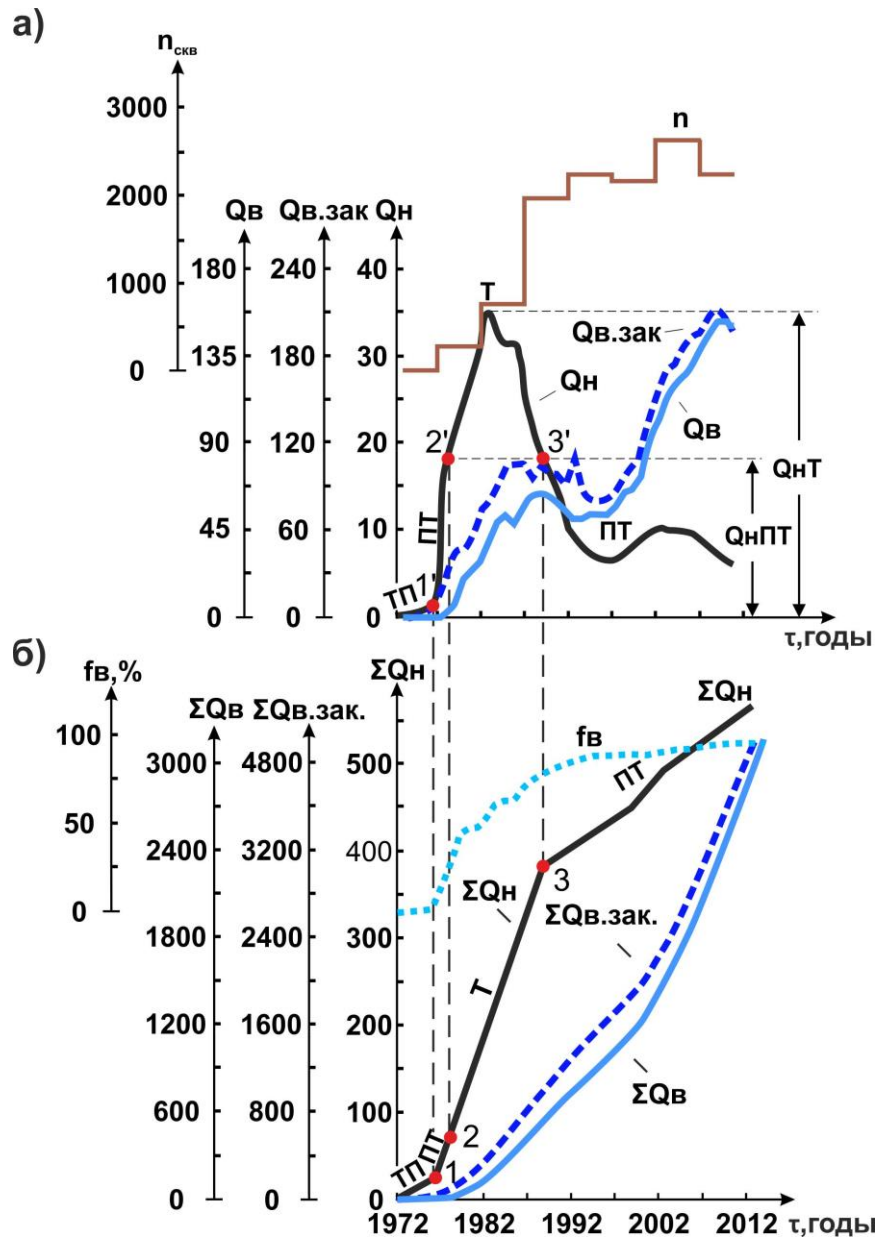 а)
nскв
3000
2000
1000
0
n
Qв
Qв.зак
Qн
180
135
90
45
0
240
180
120
60
0
40
30
20
10
0
Т
Qв.зак
Qн
Qв
2'
3'
QнТ
QнПТ
ПТ
ПТ
ТП
1'
τ,годы
б)
fв,%
100
50
0
ΣQв
ΣQв.зак.
ΣQн
3000
2400
1800
1200
600
0
4800
3200
2400
1600
800
0
500
400
300
200
100
0
ΣQн
fв
ПТ
3
ΣQн
ΣQв.зак.
Т
ΣQв
ТП
ПТ
2
1
1972
1982
1992
2002
2012
τ,годы